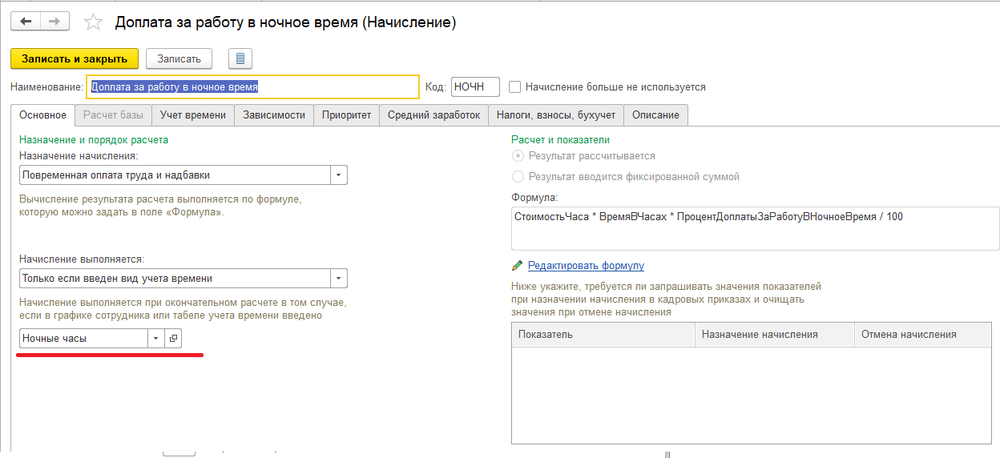 Доплата за работу в ночное время (Начисление)
Записать и закрыть
Записать
Наименование: Доплата за работу в ночное время Код: НОЧН Начисление больше не используется
Основное Расчет базы Учет времени Зависимости Приоритет Средний заработок Налоги, взносы, бухучет Описание
Назначение и порядок расчета
Назначение начисления:
Повременная оплата труда и надбавки
Вычисление результата расчета выполняется по формуле,
которую можно задать в поле «Формула».
Начисление выполняется:
Только если введен вид учета времени
Начисление выполняется при окончательном расчете в том случае,
если в графике сотрудника или табеле учета времени введено
Ночные часы
Расчет и показатели
Результат рассчитывается
Результат вводится фиксированной суммой
Формула:
СтоимостьЧаса * ВремяВЧасах * ПроцентДоплатыЗаРаботуВНочноеВремя / 100
Редактировать формулу
Ниже укажите, требуется ли запрашивать значения показателей
при назначении начисления в кадровых приказах и очищать
значения при отмене начисления
Показатель Назначение начисления Отмена начисления